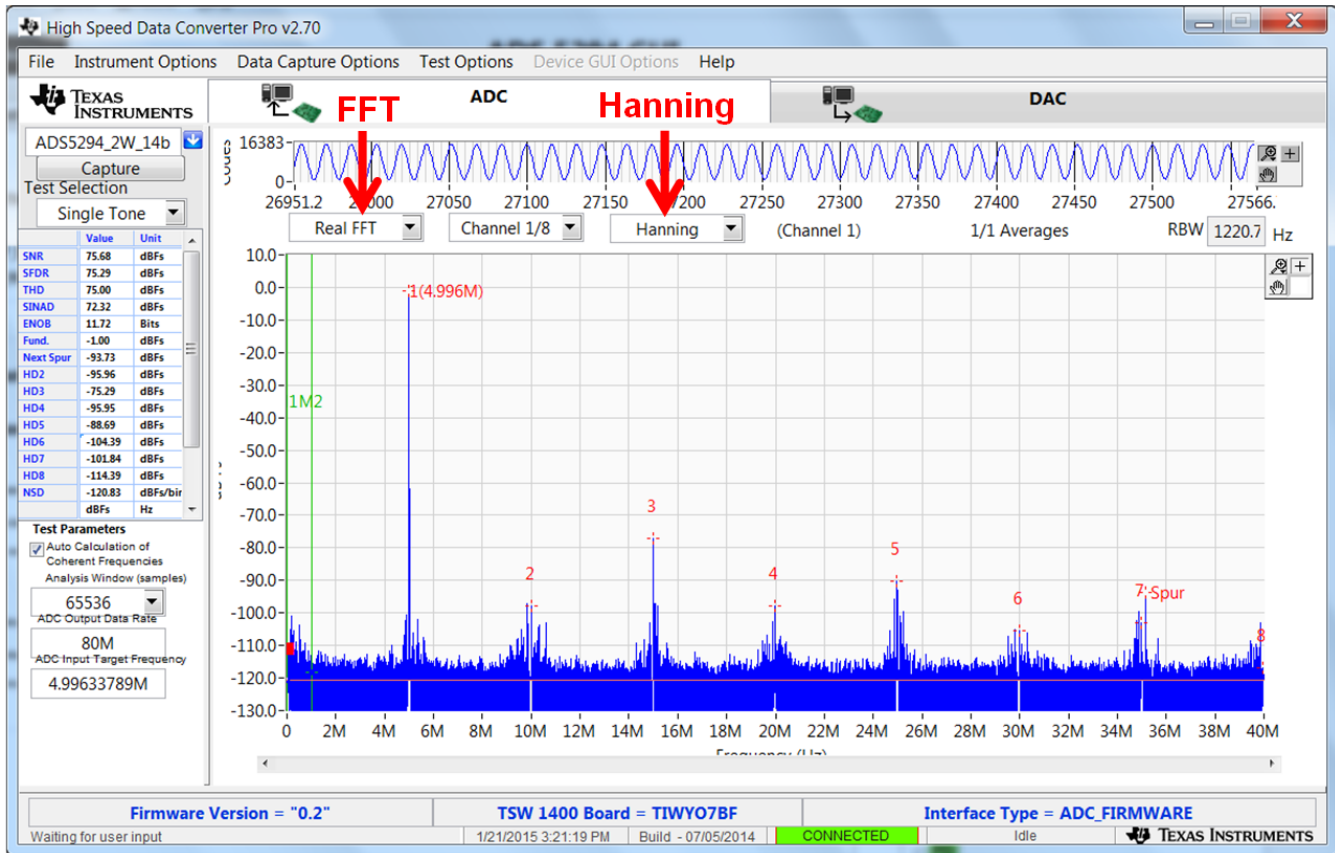 High Speed Data Converter Pro v2.70
File Instrument Options Data Capture Options Test Options Device GUI Options Help
TEXAS INSTRUMENTS
ADC
DAC
FFT
Hanning
ADS5294_2W_14b
Capture
Test Selection
Single Tone
Value Unit
SNR 75.68 dBFs
SFDR 75.29 dBFs
THD 75.00 dBFs
SINAD 72.32 dBFs
ENOB 11.72 Bits
Fund. -1.00 dBFs
Next Spur -93.73 dBFs
HD2 -95.96 dBFs
HD3 -75.29 dBFs
HD4 -95.95 dBFs
HD5 -88.69 dBFs
HD6 -104.39 dBFs
HD7 -101.84 dBFs
HD8 -114.39 dBFs
NSD -120.83 dBFs/bin
dBFs Hz
Test Parameters
Auto Calculation of
Coherent Frequencies
Analysis Window (samples)
65536
ADC Output Data Rate
80M
ADC Input Target Frequency
4.99633789M
16383
0
26951.2 27050 27100 27150 27250 27300 27350 27400 27450 27500 27566.
Real FFT Channel 1/8 Hanning (Channel 1) 1/1 Averages RBW 1220.7 Hz
10.0
0.0
-10.0
-20.0
-30.0
-40.0
-50.0
-60.0
-70.0
-80.0
-90.0
-100.0
-110.0
-120.0
-130.0
1(4.996M)
1M2
2
3
4
5
6
7 Spur
8
0 2M 4M 6M 8M 10M 12M 14M 16M 18M 20M 22M 24M 26M 28M 30M 32M 34M 36M 38M 40M
Frequency (Hz)
Firmware Version = "0.2" TSW 1400 Board = TIWYO7BF Interface Type = ADC_FIRMWARE
Waiting for user input 1/21/2015 3:21:19 PM Build - 07/05/2014 CONNECTED Idle TEXAS INSTRUMENTS